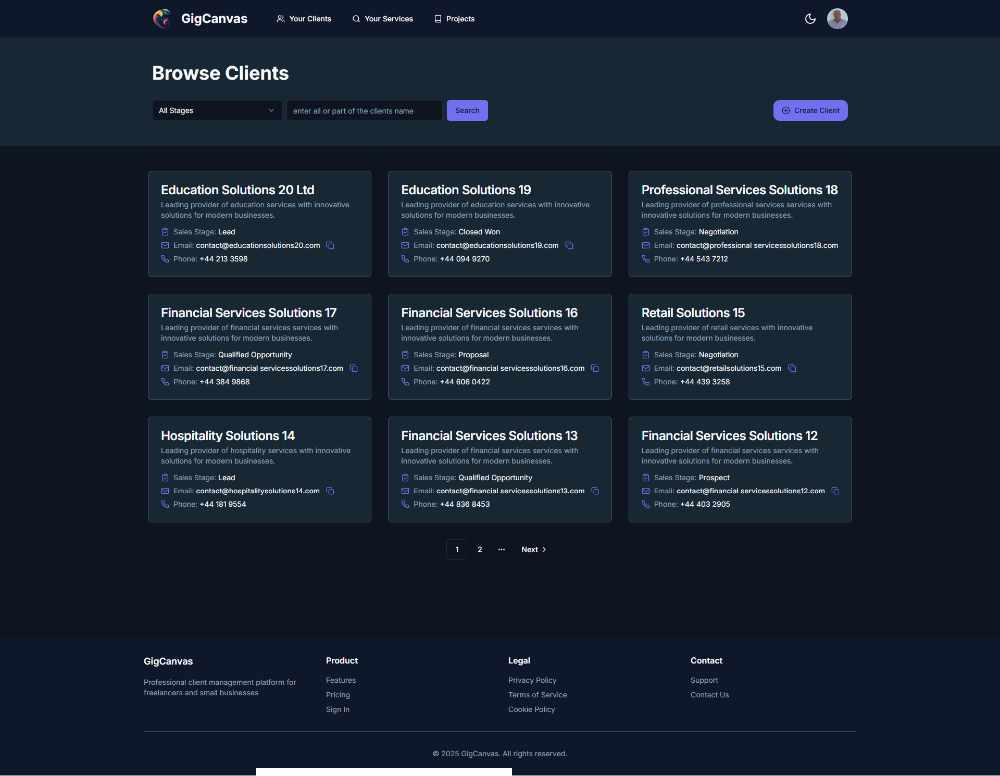 GigCanvas
Your Clients
Your Services
Projects
Browse Clients
All Stages
enter all or part of the clients name
Search
Create Client
Education Solutions 20 Ltd
Leading provider of education services with innovative
solutions for modern businesses.
Sales Stage: Lead
Email: contact@educationsolutions20.com
Phone: +44 213 3598
Education Solutions 19
Leading provider of education services with innovative
solutions for modern businesses.
Sales Stage: Closed Won
Email: contact@educationsolutions19.com
Phone: +44 094 9270
Professional Services Solutions 18
Leading provider of professional services services with
innovative solutions for modern businesses.
Sales Stage: Negotiation
Email: contact@professional servicessolutions18.com
Phone: +44 543 7212
Financial Services Solutions 17
Leading provider of financial services services with
innovative solutions for modern businesses.
Sales Stage: Qualified Opportunity
Email: contact@financial servicessolutions17.com
Phone: +44 384 9868
Financial Services Solutions 16
Leading provider of financial services services with
innovative solutions for modern businesses.
Sales Stage: Proposal
Email: contact@financial servicessolutions16.com
Phone: +44 606 0422
Retail Solutions 15
Leading provider of retail services with innovative
solutions for modern businesses.
Sales Stage: Negotiation
Email: contact@retailsolutions15.com
Phone: +44 439 3258
Hospitality Solutions 14
Leading provider of hospitality services with innovative
solutions for modern businesses.
Sales Stage: Lead
Email: contact@hospitalitysolutions14.com
Phone: +44 181 9554
Financial Services Solutions 13
Leading provider of financial services services with
innovative solutions for modern businesses.
Sales Stage: Qualified Opportunity
Email: contact@financial servicessolutions13.com
Phone: +44 836 8453
Financial Services Solutions 12
Leading provider of financial services services with
innovative solutions for modern businesses.
Sales Stage: Prospect
Email: contact@financial servicessolutions12.com
Phone: +44 403 2905
1 2 ... Next
GigCanvas
Professional client management platform for
freelancers and small businesses
Product
Features
Pricing
Sign In
Legal
Privacy Policy
Terms of Service
Cookie Policy
Contact
Support
Contact Us
© 2025 GigCanvas. All rights reserved.